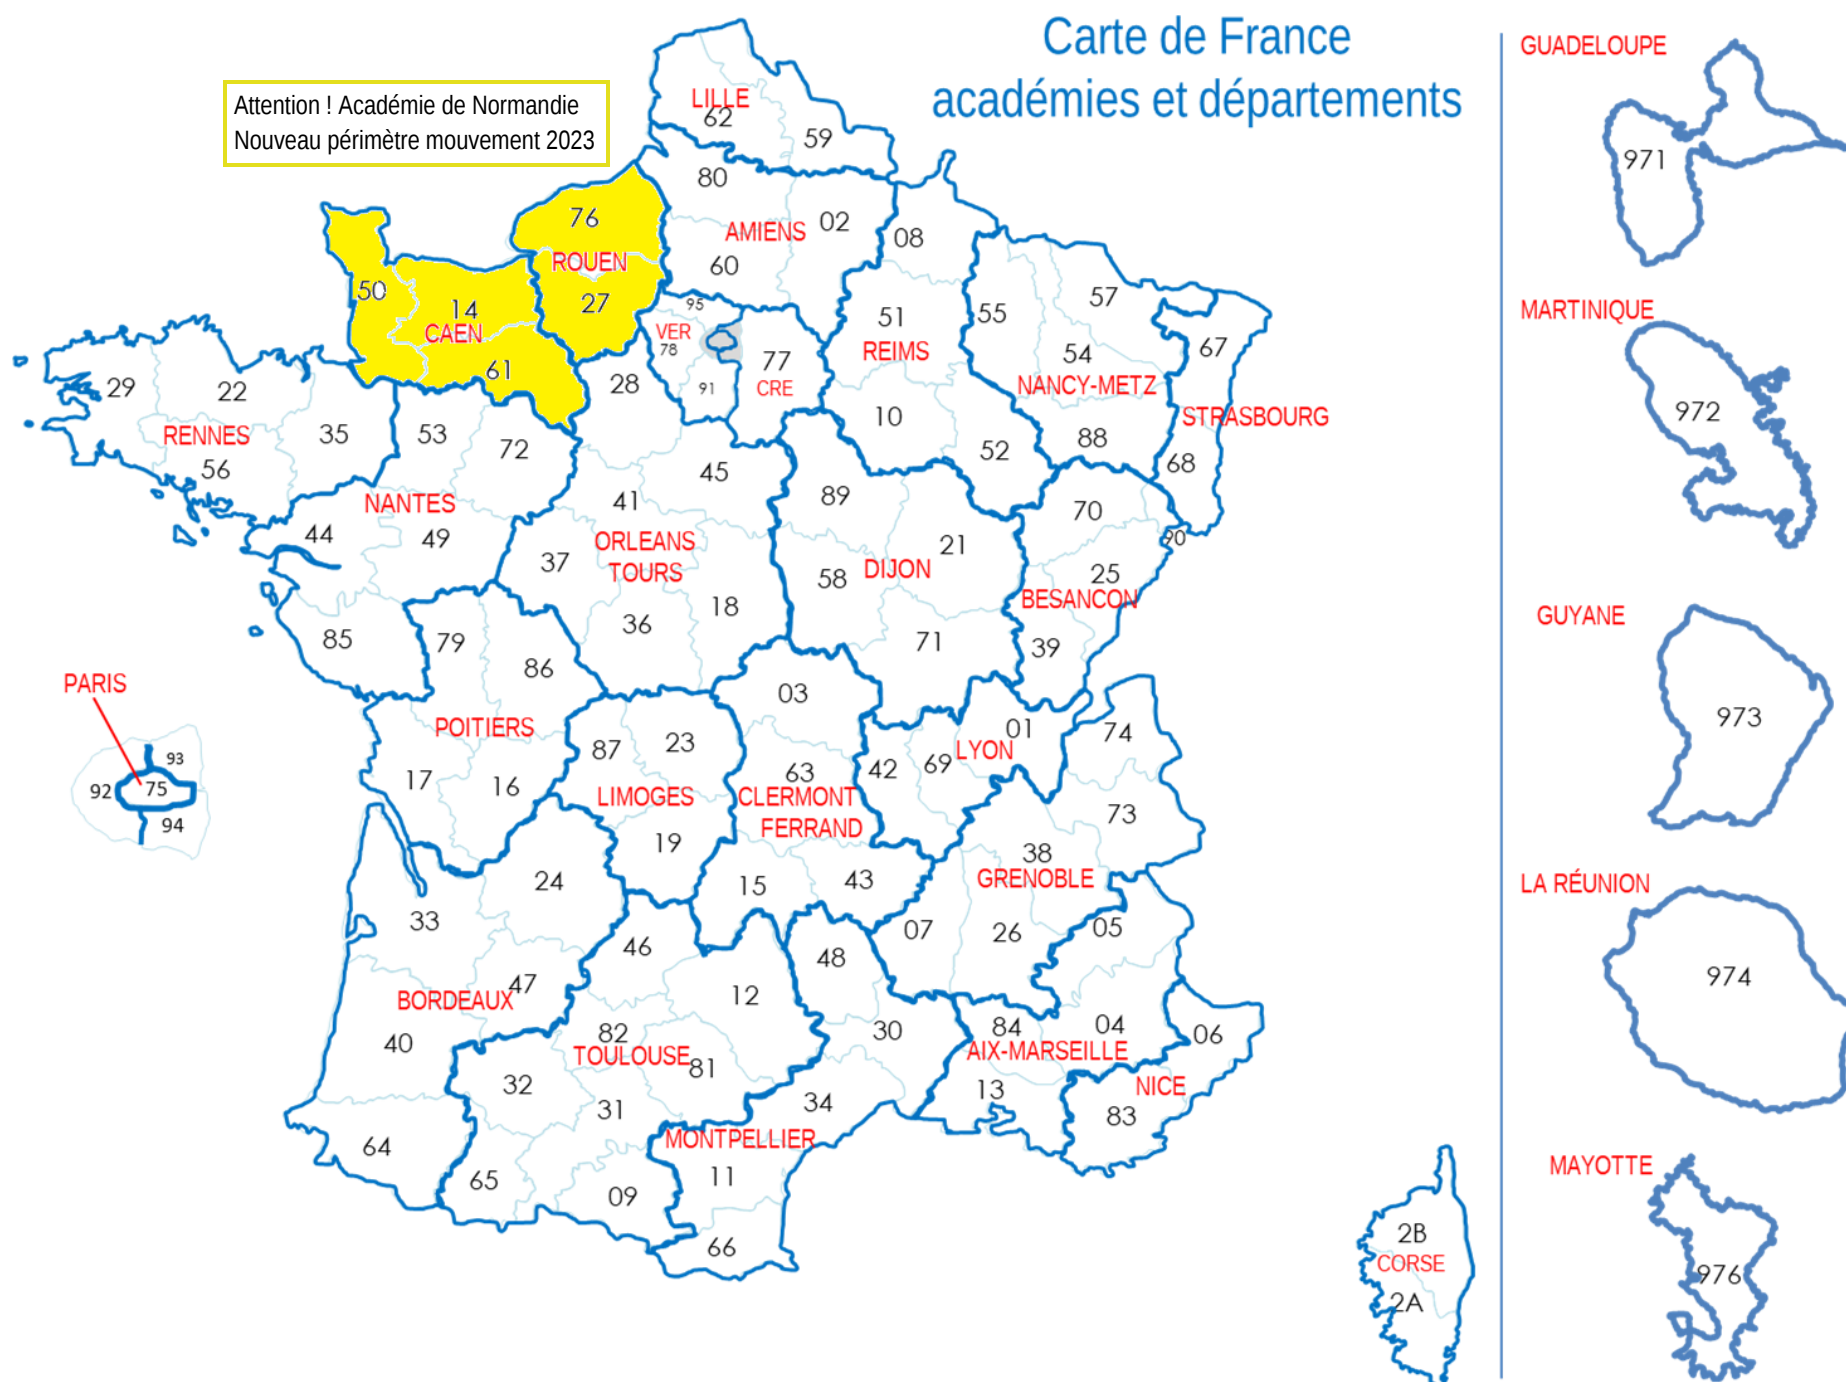 Carte de France
académies et départements
Attention ! Académie de Normandie
Nouveau périmètre mouvement 2023
LILLE
62
59
80
AMIENS
02
60
08
76
ROUEN
27
50
14
CAEN
61
95
VER
78
91
77
CRE
51
REIMS
10
52
55
57
54
NANCY-METZ
88
67
STRASBOURG
68
29
22
RENNES
35
56
53
72
NANTES
44
49
85
28
45
41
ORLEANS
TOURS
37
18
36
89
21
58
DIJON
71
70
90
25
BESANCON
39
79
86
POITIERS
17
16
87
23
LIMOGES
19
03
63
CLERMONT
FERRAND
15
43
42
69
LYON
01
74
73
38
GRENOBLE
07
26
05
24
33
47
BORDEAUX
40
64
46
12
82
TOULOUSE
81
32
31
65
09
48
30
34
MONTPELLIER
11
66
84
04
AIX-MARSEILLE
13
06
NICE
83
PARIS
93
92
75
94
2B
CORSE
2A
GUADELOUPE
971
MARTINIQUE
972
GUYANE
973
LA RÉUNION
974
MAYOTTE
976